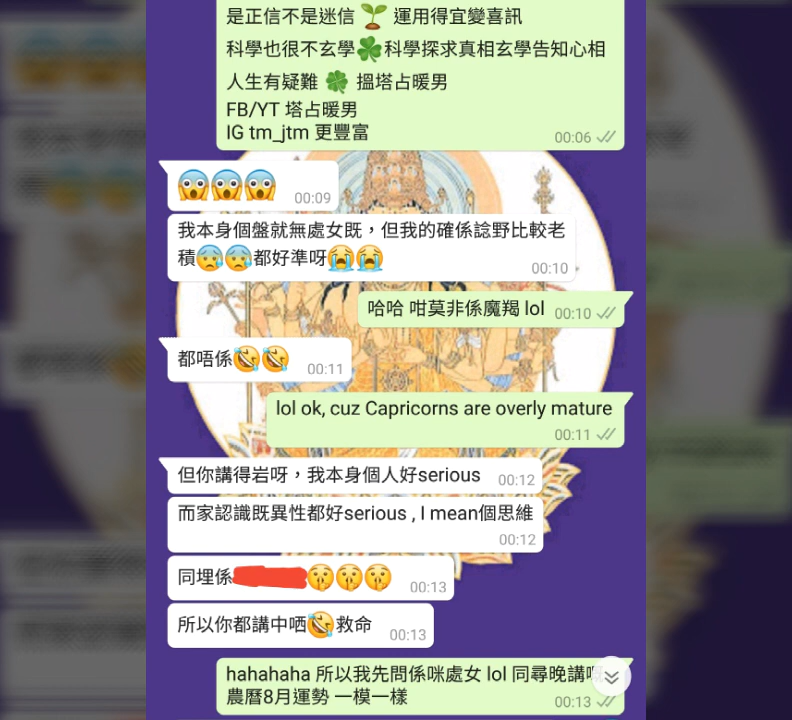 是正信不是迷信 🌱 運用得宜變喜訊
科學也很不玄學🍀科學探求真相玄學告知心相
人生有疑難 🍀 搵塔占暖男
FB/YT 塔占暖男
IG tm_jtm 更豐富
00:06
😱😱😱
00:09
我本身個盤就無處女既，但我的確係諗野比較老
積😰😰都好準呀😭😭
00:10
哈哈 咁莫非係魔羯 lol
00:10
都唔係🤣🤣
00:11
lol ok, cuz Capricorns are overly mature
00:11
但你講得岩呀，我本身個人好serious
00:12
而家認識既異性都好serious , I mean個思維
00:12
同埋係🤫🤫🤫
00:13
所以你都講中哂🤣救命
00:13
hahahaha 所以我先問係咪處女 lol 同尋晚講
農曆8月運勢 一模一樣
00:13